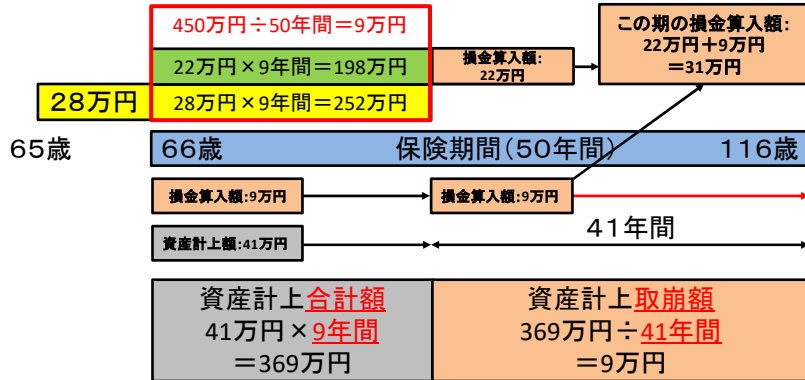 450万円÷50年間＝9万円
22万円×9年間＝198万円
28万円
28万円×9年間＝252万円
損金算入額:
22万円
この期の損金算入額:
22万円＋9万円
＝31万円
65歳
66歳
保険期間(50年間)
116歳
損金算入額:9万円
損金算入額:9万円
資産計上額:41万円
41年間
資産計上合計額
41万円×9年間
＝369万円
資産計上取崩額
369万円÷41年間
＝9万円